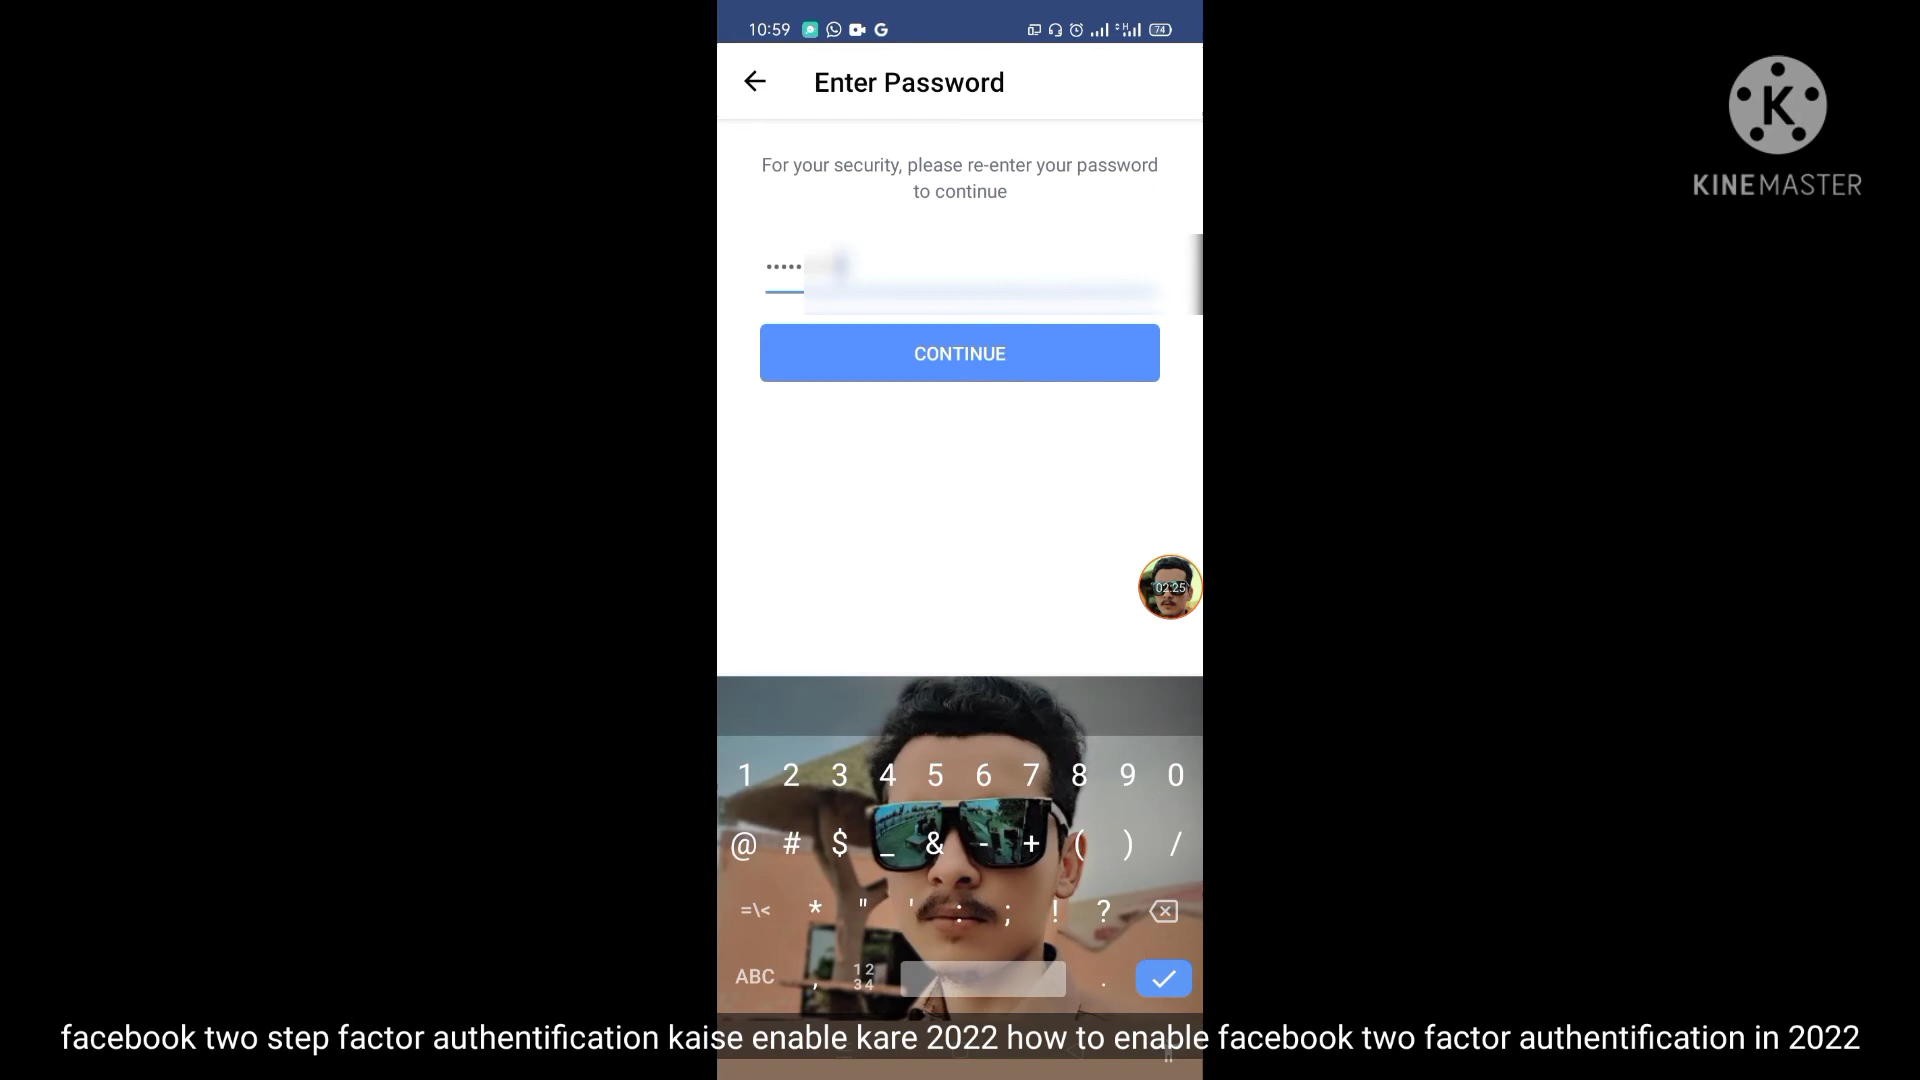 10:59
74
Enter Password
For your security, please re-enter your password
to continue
•••••
CONTINUE
02:25
1 2 3 4 5 6 7 8 9 0
@ # $ _ & - + ( ) /
=\< * " ' : ; ! ?
ABC , 12 34 .
K
KINEMASTER
facebook two step factor authentification kaise enable kare 2022 how to enable facebook two factor authentification in 2022